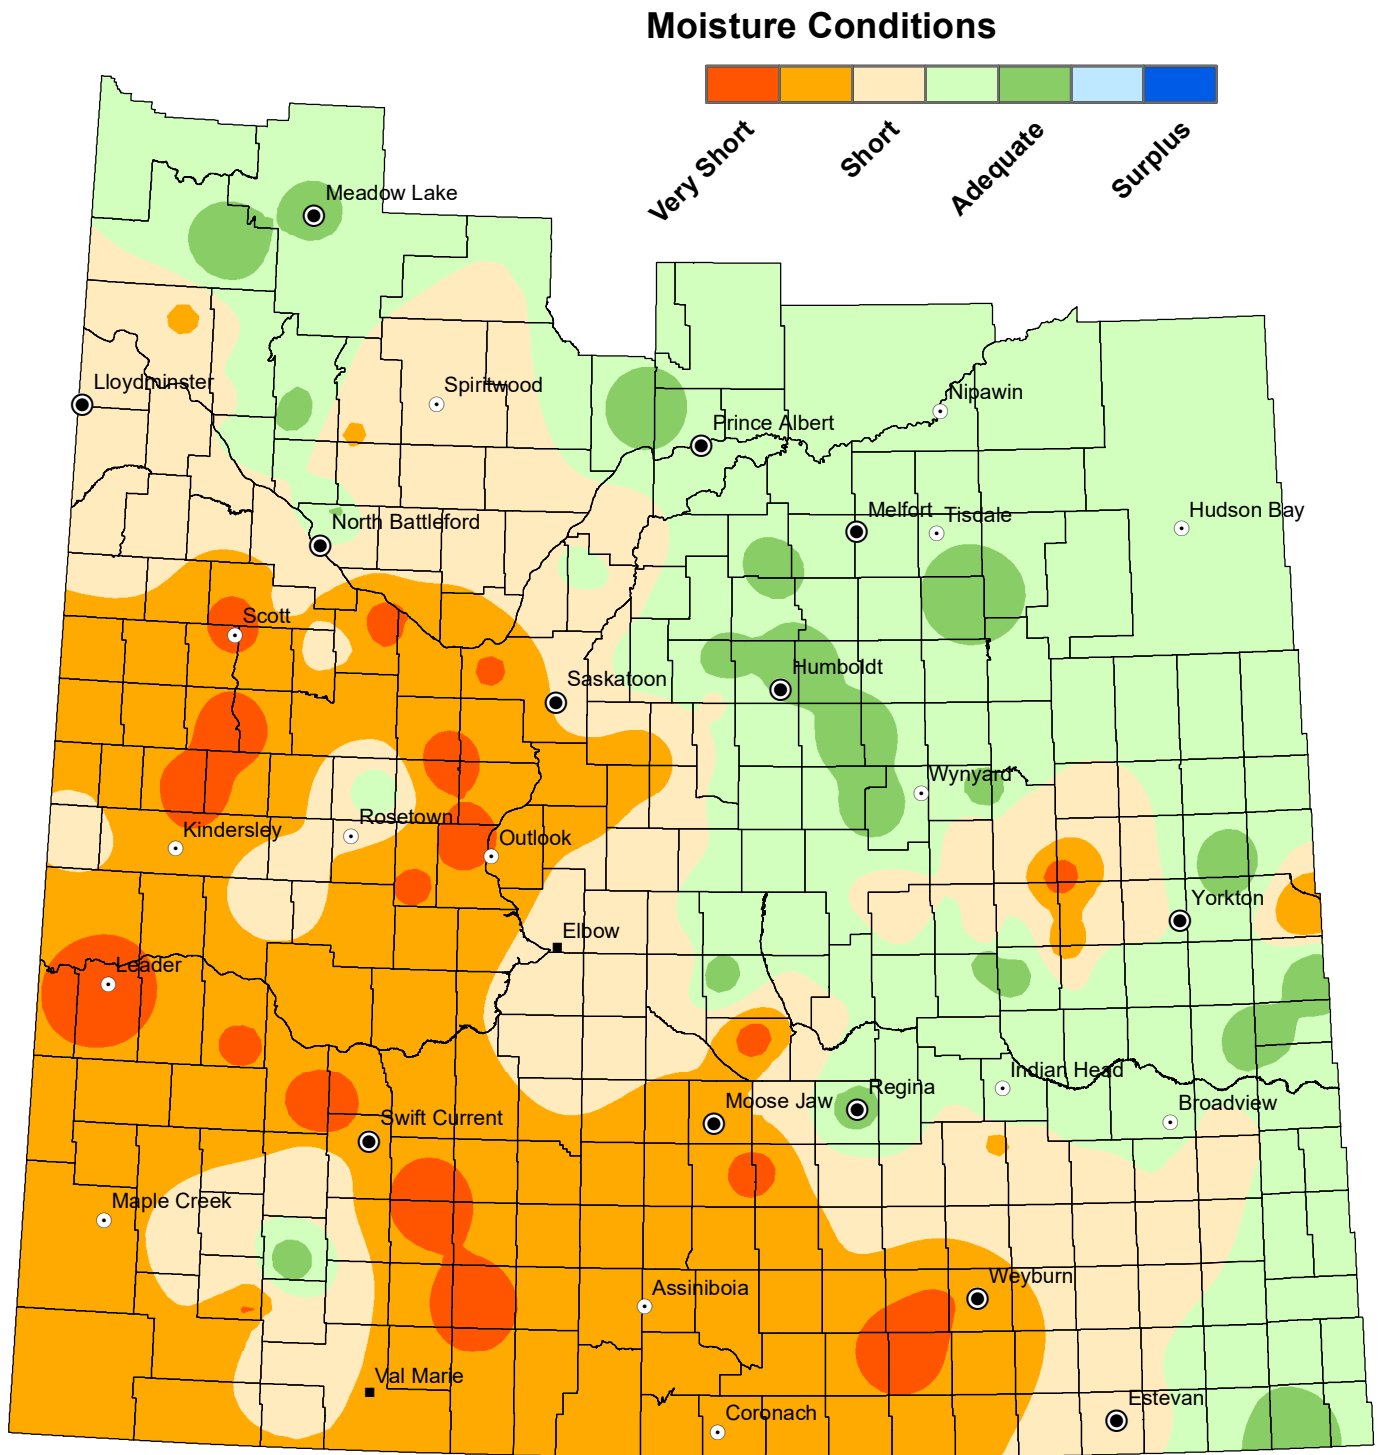 Moisture Conditions
Very Short
Short
Adequate
Surplus
Meadow Lake
Lloydminster
Spiritwood
Nipawin
Prince Albert
Melfort
Tisdale
Hudson Bay
North Battleford
Scott
Humboldt
Saskatoon
Wynyard
Rosetown
Kindersley
Outlook
Yorkton
Elbow
Leader
Indian Head
Regina
Moose Jaw
Broadview
Swift Current
Maple Creek
Weyburn
Assiniboia
Val Marie
Estevan
Coronach